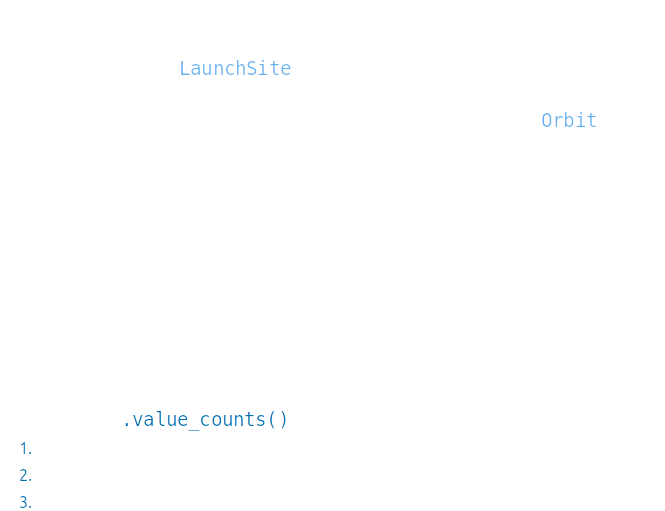 LaunchSite
Orbit
.value_counts()
1.
2.
3.